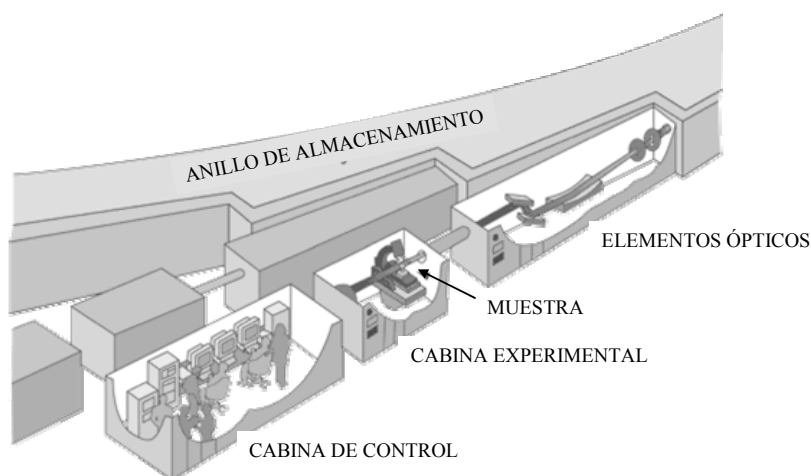 ANILLO DE ALMACENAMIENTO
ELEMENTOS ÓPTICOS
MUESTRA
CABINA EXPERIMENTAL
CABINA DE CONTROL